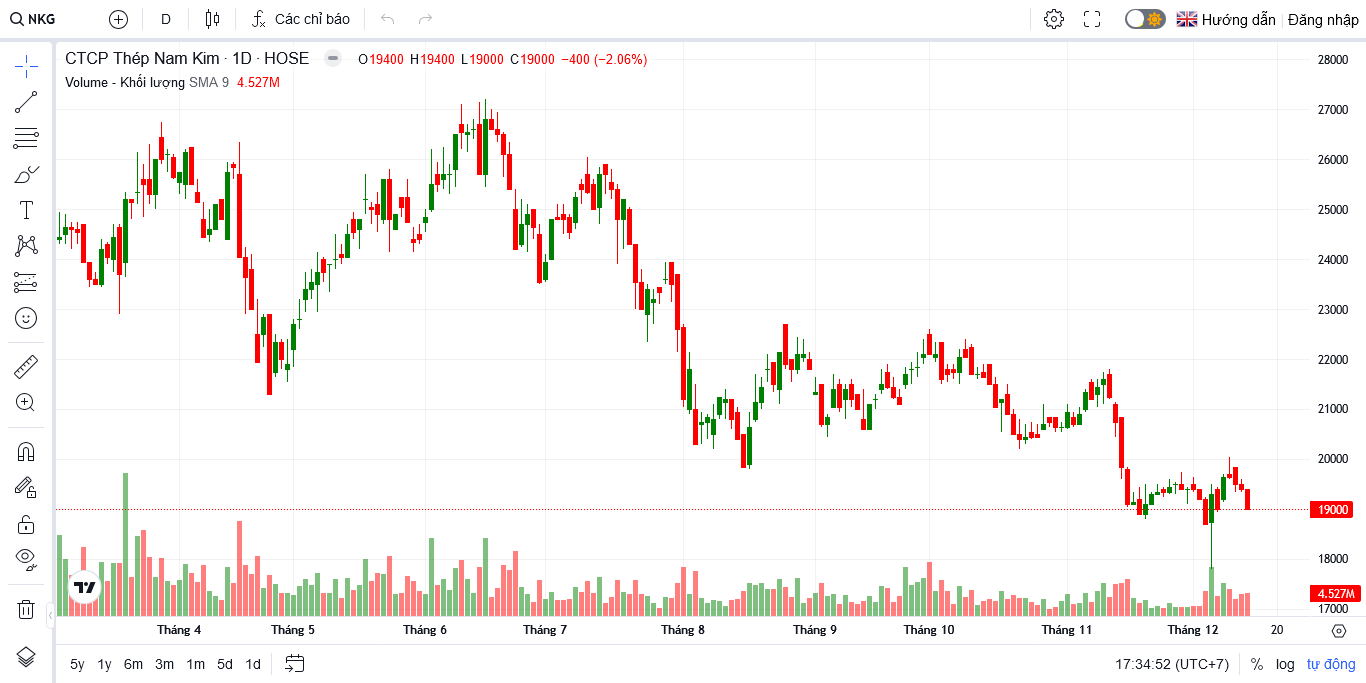 NKG D Các chỉ báo Hướng dẫn Đăng nhập
CTCP Thép Nam Kim · 1D · HOSE O19400 H19400 L19000 C19000 −400 (−2.06%)
Volume - Khối lượng SMA 9 4.527M
28000
27000
26000
25000
24000
23000
22000
21000
20000
19000
18000
4.527M
17000
Tháng 4 Tháng 5 Tháng 6 Tháng 7 Tháng 8 Tháng 9 Tháng 10 Tháng 11 Tháng 12 20
5y 1y 6m 3m 1m 5d 1d 17:34:52 (UTC+7) % log tự động